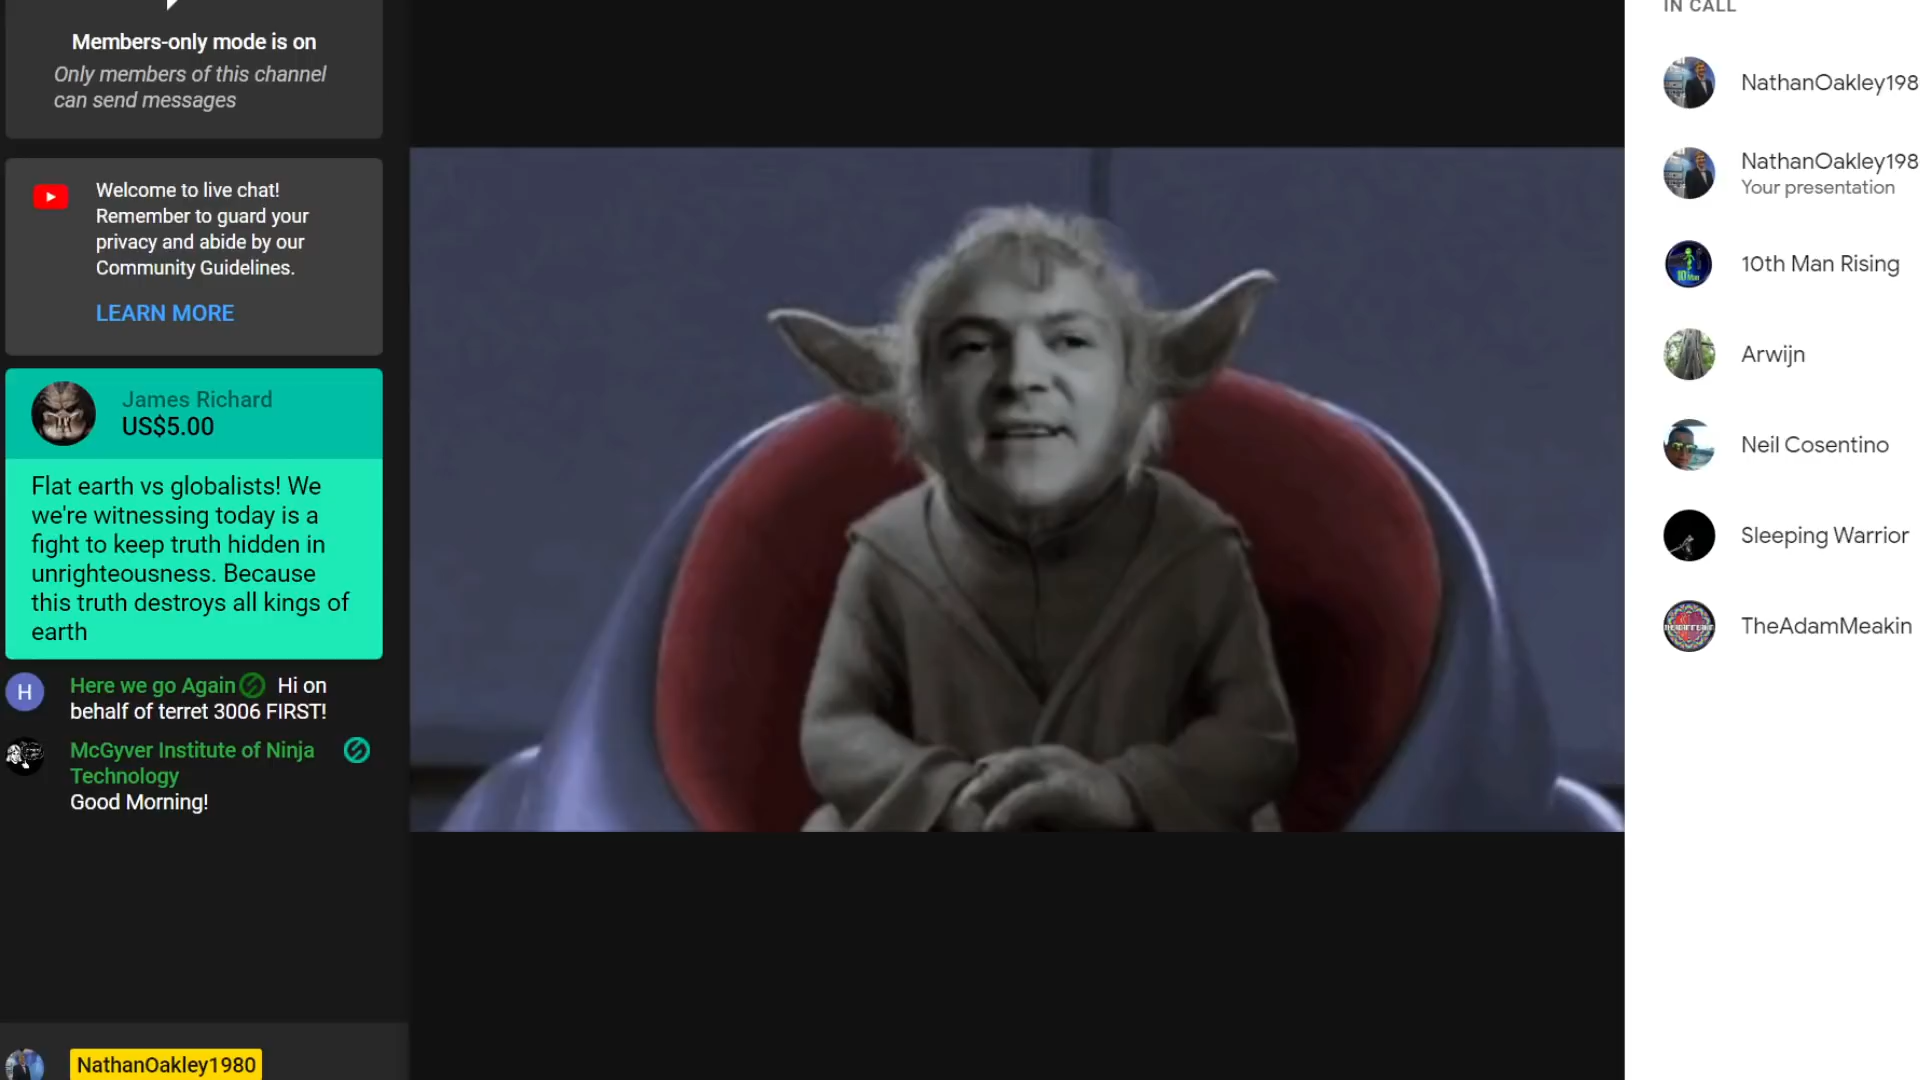 Members-only mode is on
Only members of this channel
can send messages
Welcome to live chat!
Remember to guard your
privacy and abide by our
Community Guidelines.
LEARN MORE
James Richard
US$5.00
Flat earth vs globalists! We
we're witnessing today is a
fight to keep truth hidden in
unrighteousness. Because
this truth destroys all kings of
earth
Here we go Again Hi on
behalf of terret 3006 FIRST!
McGyver Institute of Ninja
Technology
Good Morning!
NathanOakley1980
IN CALL
NathanOakley198
NathanOakley198
Your presentation
10th Man Rising
Arwijn
Neil Cosentino
Sleeping Warrior
TheAdamMeakin